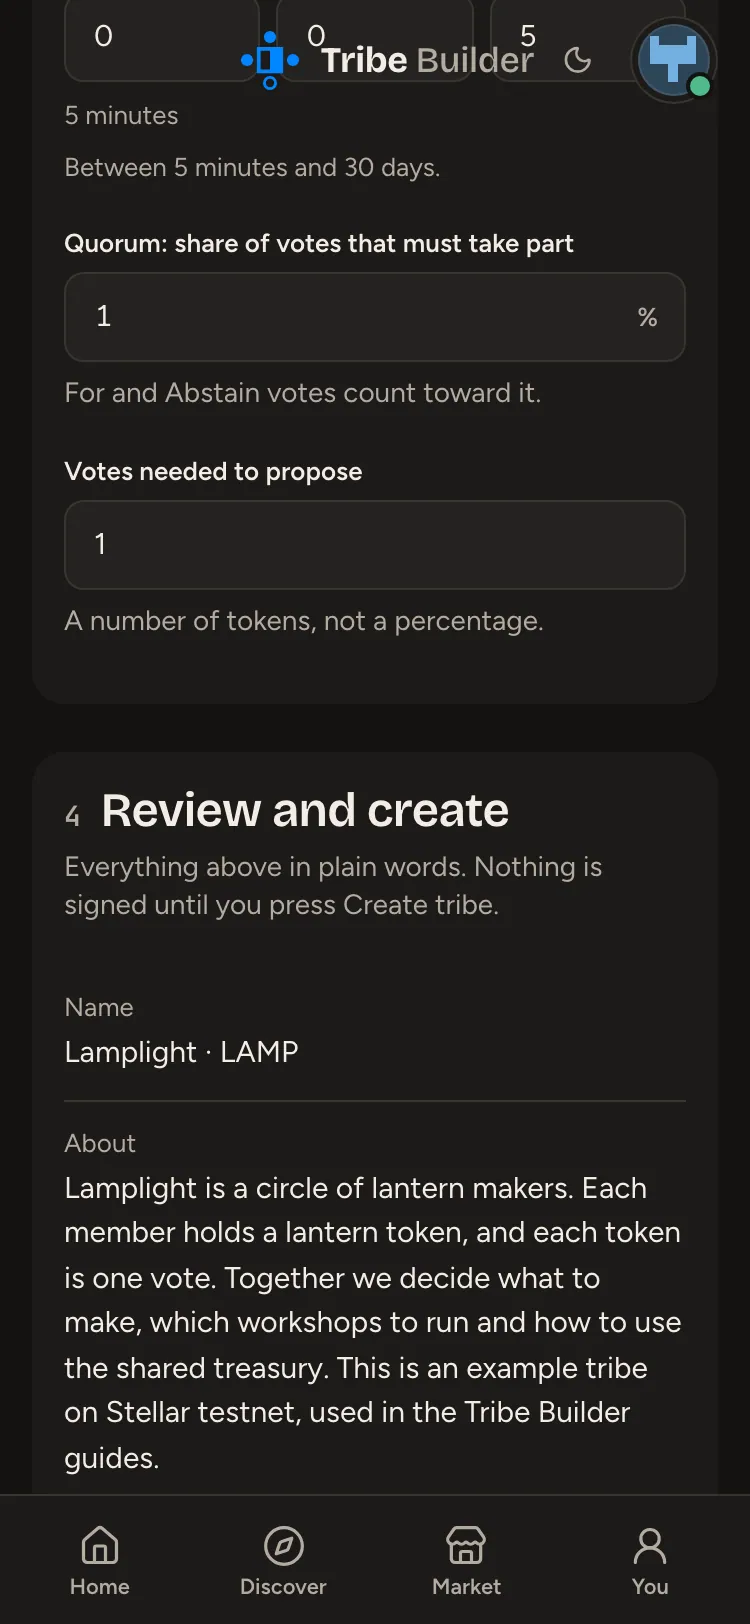 0
0
5
Tribe Builder
5 minutes
Between 5 minutes and 30 days.
Quorum: share of votes that must take part
1 %
For and Abstain votes count toward it.
Votes needed to propose
1
A number of tokens, not a percentage.
4 Review and create
Everything above in plain words. Nothing is
signed until you press Create tribe.
Name
Lamplight · LAMP
About
Lamplight is a circle of lantern makers. Each
member holds a lantern token, and each token
is one vote. Together we decide what to
make, which workshops to run and how to use
the shared treasury. This is an example tribe
on Stellar testnet, used in the Tribe Builder
guides.
Home
Discover
Market
You